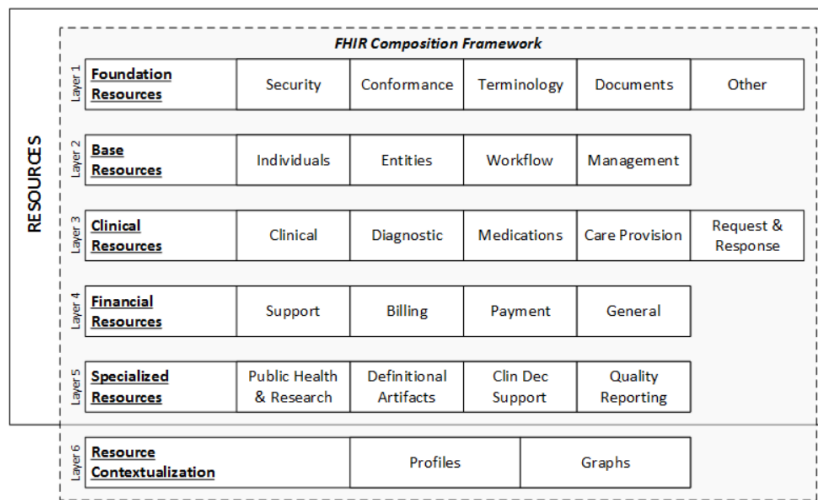 FHIR Composition Framework
RESOURCES
Layer 1
Foundation
Resources
Security
Conformance
Terminology
Documents
Other
Layer 2
Base
Resources
Individuals
Entities
Workflow
Management
Layer 3
Clinical
Resources
Clinical
Diagnostic
Medications
Care Provision
Request &
Response
Layer 4
Financial
Resources
Support
Billing
Payment
General
Layer 5
Specialized
Resources
Public Health
& Research
Definitional
Artifacts
Clin Dec
Support
Quality
Reporting
Layer 6
Resource
Contextualization
Profiles
Graphs